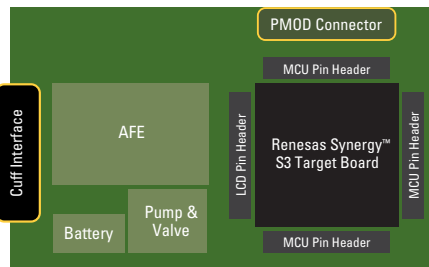 PMOD Connector
MCU Pin Header
Cuff Interface
AFE
LCD Pin Header
Renesas Synergy™
S3 Target Board
MCU Pin Header
Pump &
Valve
Battery
MCU Pin Header